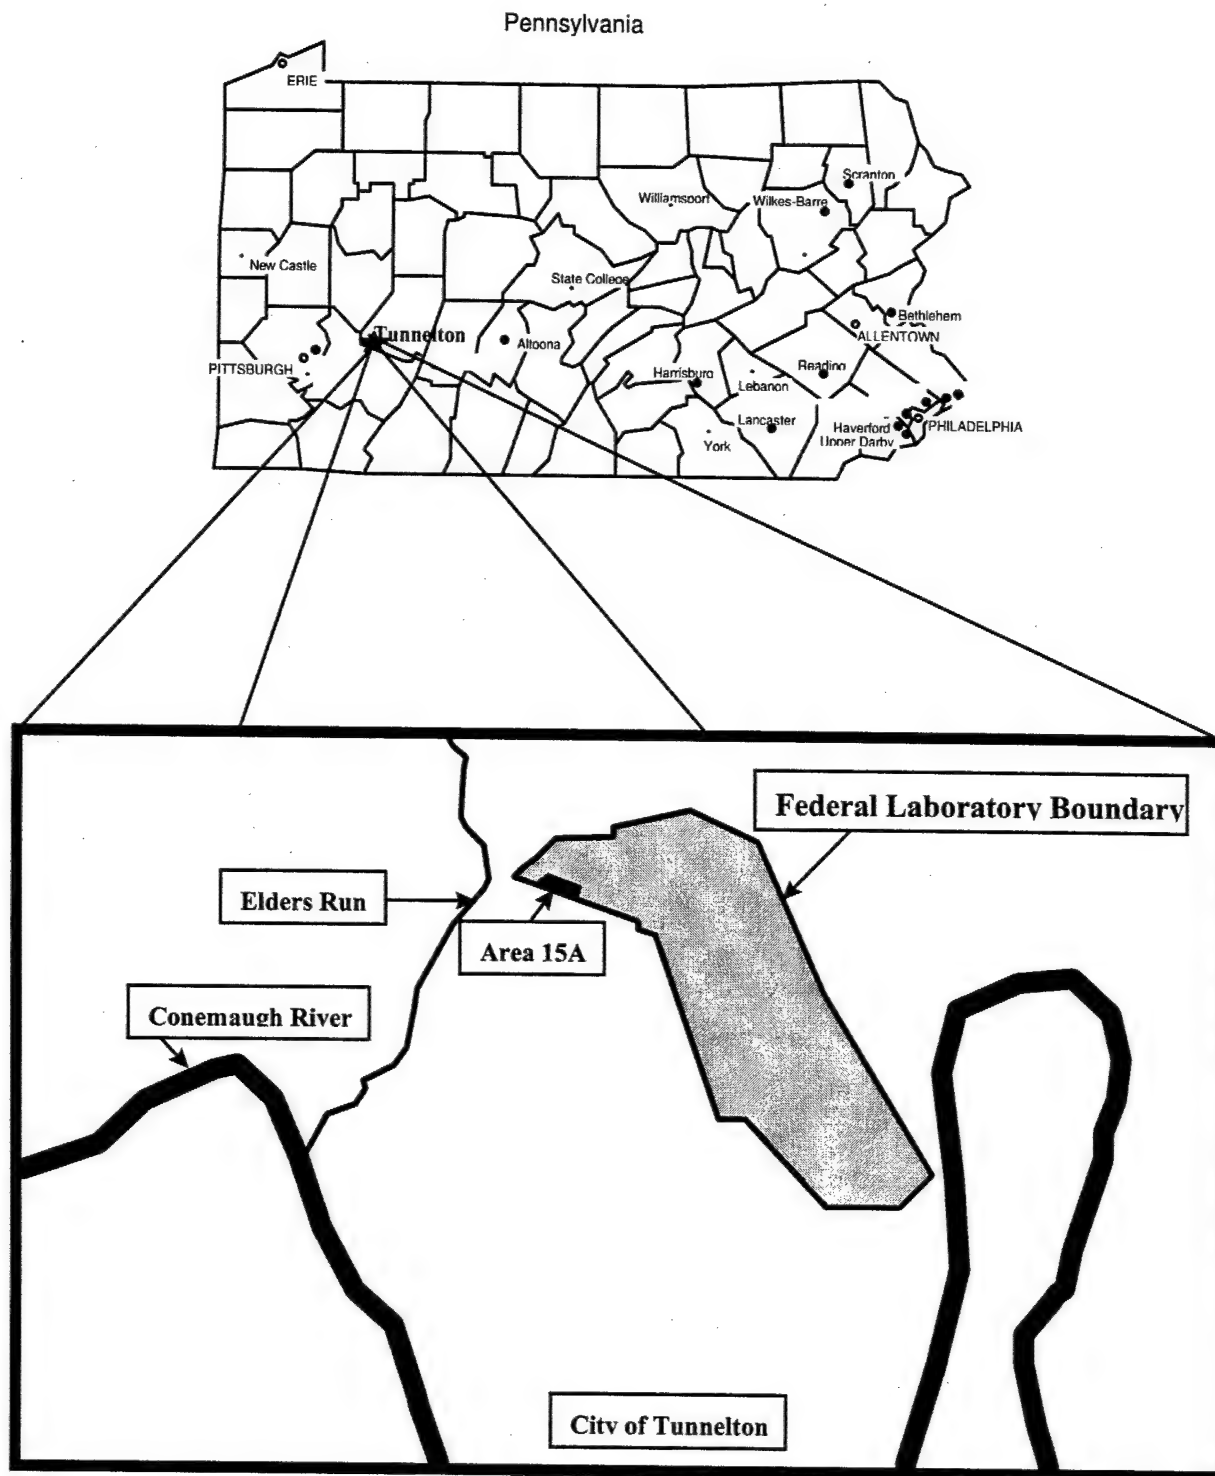 Pennsylvania
ERIE
Scranton
Williamsport
Wilkes-Barre
New Castle
State College
Bethlehem
Tunnelton
Altoona
ALLENTOWN
PITTSBURGH
Harrisburg
Reading
Lebanon
Lancaster
Haverford
PHILADELPHIA
York
Upper Darby
Federal Laboratory Boundary
Elders Run
Area 15A
Conemaugh River
City of Tunnelton